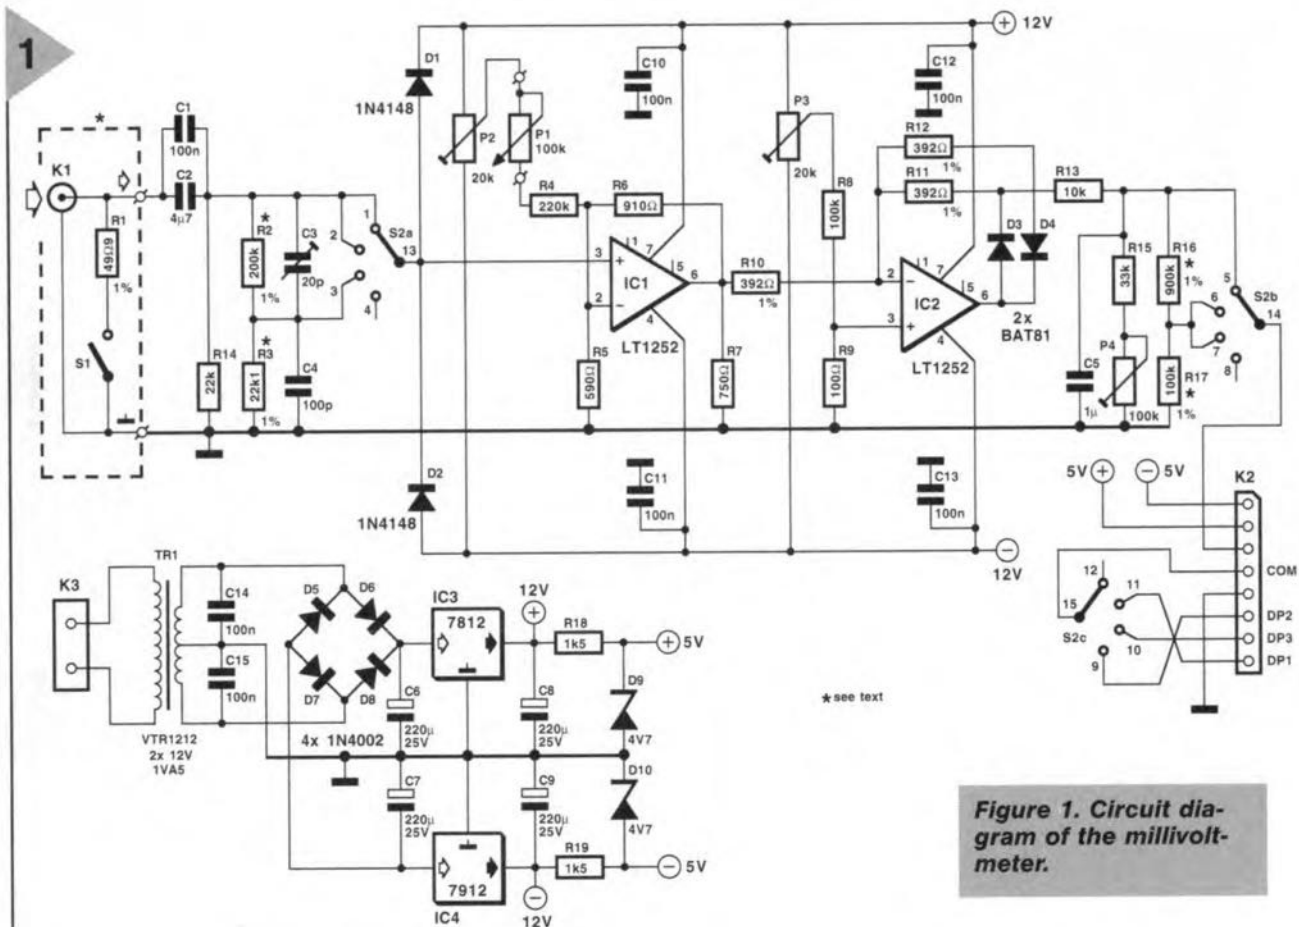 1
12V
D1
1N4148
P2
20k
P1
100k
C10
100n
P3
20k
C12
100n
*
C1
100n
K1
C2
4µ7
R1
49Ω9
1%
S1
R14
22k
*
R2
200k
1%
C3
20p
*
R3
22k1
1%
C4
100p
1
2
3
4
S2a
13
R4
220k
R6
910Ω
R5
590Ω
3
2
1
7
5
6
4
IC1
LT1252
R7
750Ω
R10
392Ω
1%
R8
100k
R9
100Ω
R12
392Ω
1%
R11
392Ω
1%
2
3
1
7
5
6
4
IC2
LT1252
D3
D4
2x
BAT81
R13
10k
R15
33k
R16
*
900k
1%
C5
1µ
P4
100k
R17
*
100k
1%
5
6
7
8
S2b
14
D2
1N4148
C11
100n
C13
100n
12V
5V
5V
K2
COM
DP2
DP3
DP1
12
15
11
10
9
S2c
K3
TR1
VTR1212
2x 12V
1VA5
C14
100n
C15
100n
D5
D6
D7
D8
4x 1N4002
C6
220µ
25V
C7
220µ
25V
IC3
7812
12V
R18
1k5
5V
C8
220µ
25V
D9
4V7
C9
220µ
25V
D10
4V7
7912
IC4
12V
R19
1k5
5V
*see text
Figure 1. Circuit dia-
gram of the millivolt-
meter.